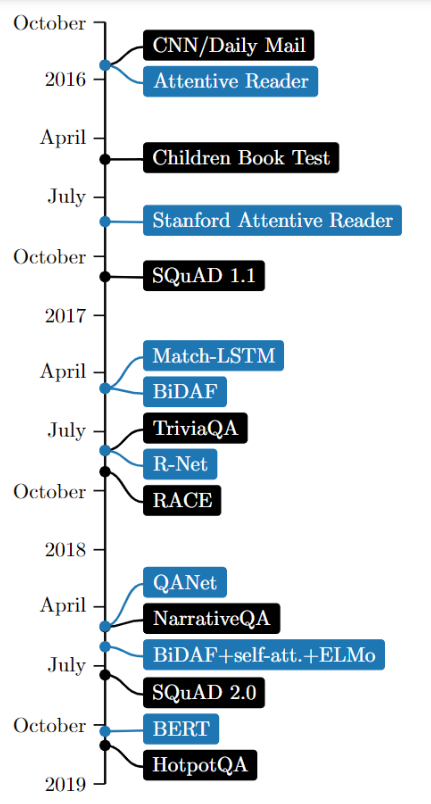 October
CNN/Daily Mail
2016
Attentive Reader
April
Children Book Test
July
Stanford Attentive Reader
October
SQuAD 1.1
2017
Match-LSTM
April
BiDAF
TriviaQA
July
R-Net
October
RACE
2018
QANet
April
NarrativeQA
BiDAF+self-att.+ELMo
July
SQuAD 2.0
October
BERT
HotpotQA
2019